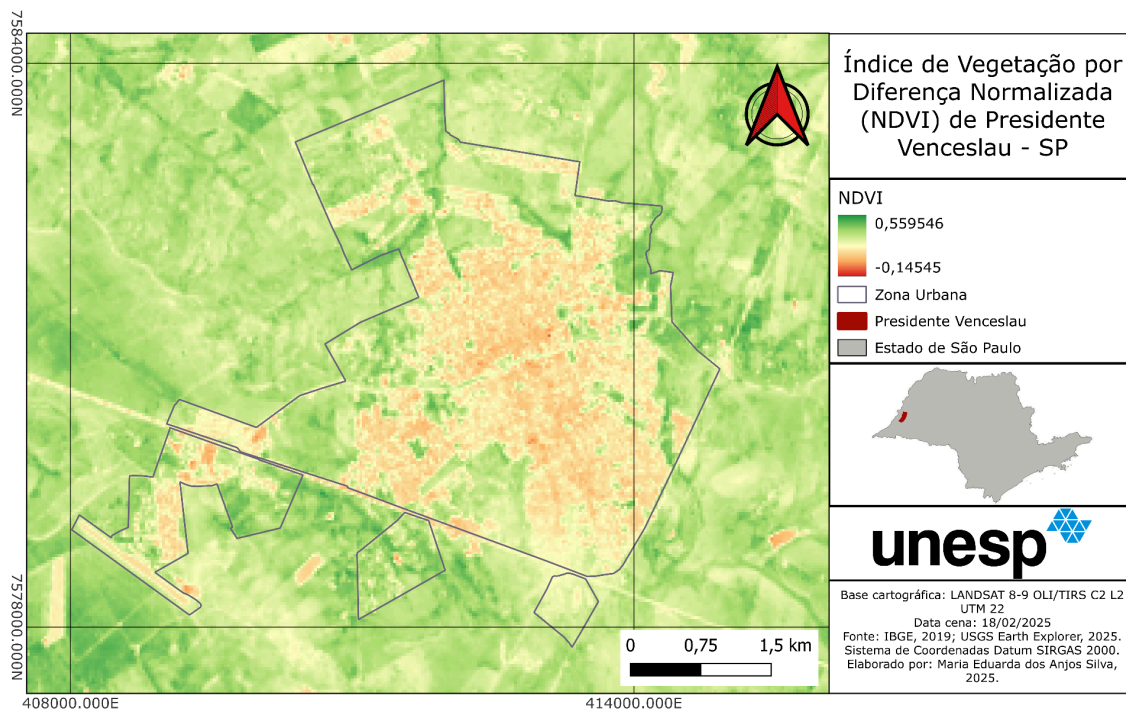 7584000.000N
7578000.000N
408000.000E
414000.000E
0 0,75 1,5 km
Índice de Vegetação por
Diferença Normalizada
(NDVI) de Presidente
Venceslau - SP
NDVI
0,559546
-0,14545
Zona Urbana
Presidente Venceslau
Estado de São Paulo
unesp
Base cartográfica: LANDSAT 8-9 OLI/TIRS C2 L2
UTM 22
Data cena: 18/02/2025
Fonte: IBGE, 2019; USGS Earth Explorer, 2025.
Sistema de Coordenadas Datum SIRGAS 2000.
Elaborado por: Maria Eduarda dos Anjos Silva,
2025.